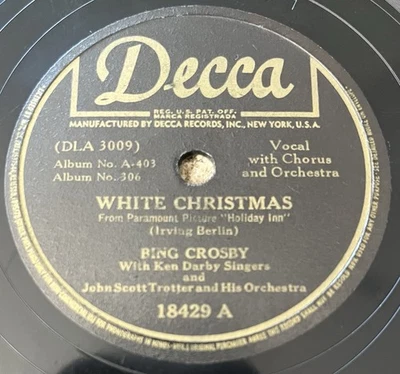 Decca
REG. U.S. PAT. OFF.
MARCA REGISTRADA
MANUFACTURED BY DECCA RECORDS, INC., NEW YORK, U.S.A.
(DLA 3009)
Album No. A-403
Album No. 306
Vocal
with Chorus
and Orchestra
WHITE CHRISTMAS
From Paramount Picture "Holiday Inn"
(Irving Berlin)
BING CROSBY
With Ken Darby Singers
and
John Scott Trotter and His Orchestra
18429 A